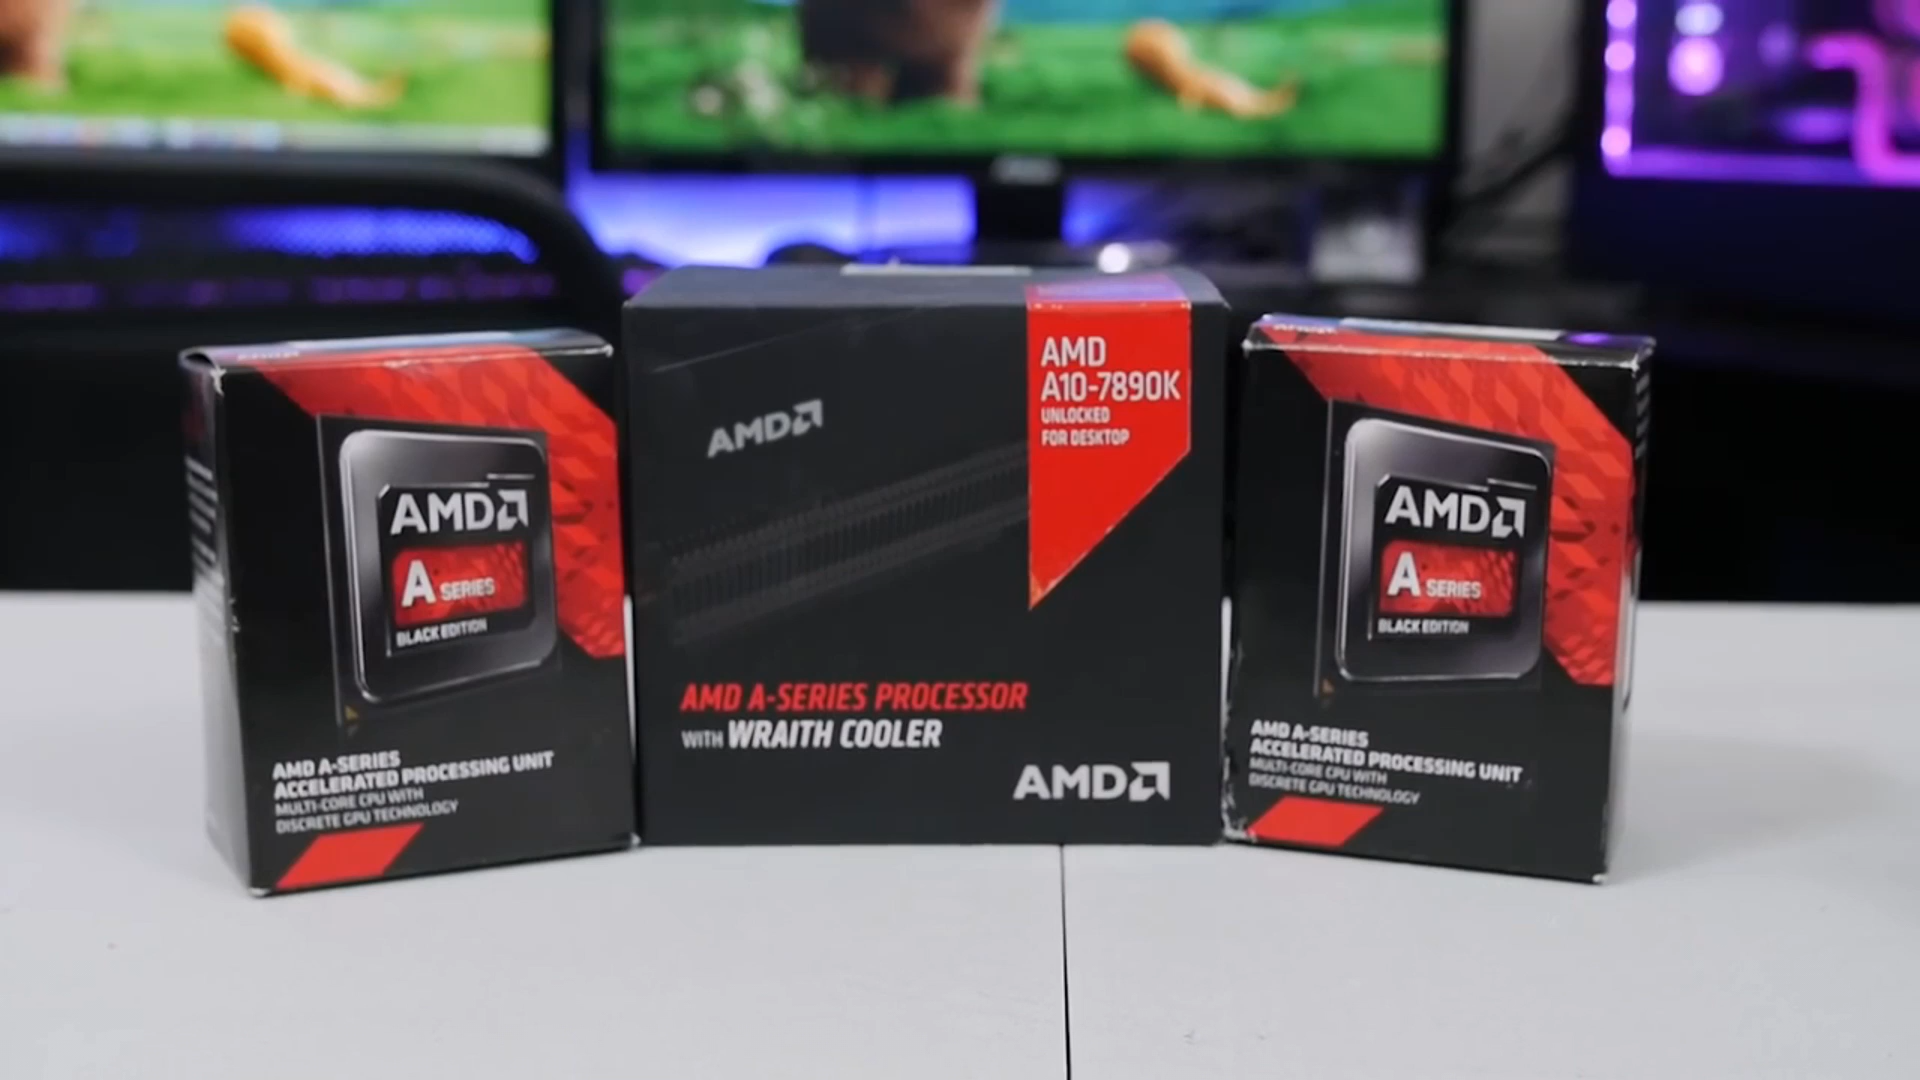 AMD
A SERIES
BLACK EDITION
AMD A-SERIES
ACCELERATED PROCESSING UNIT
MULTI-CORE CPU WITH
DISCRETE GPU TECHNOLOGY
AMD
AMD
A10-7890K
UNLOCKED
FOR DESKTOP
AMD A-SERIES PROCESSOR
WITH WRAITH COOLER
AMD
AMD
A SERIES
BLACK EDITION
AMD A-SERIES
ACCELERATED PROCESSING UNIT
MULTI-CORE CPU WITH
DISCRETE GPU TECHNOLOGY